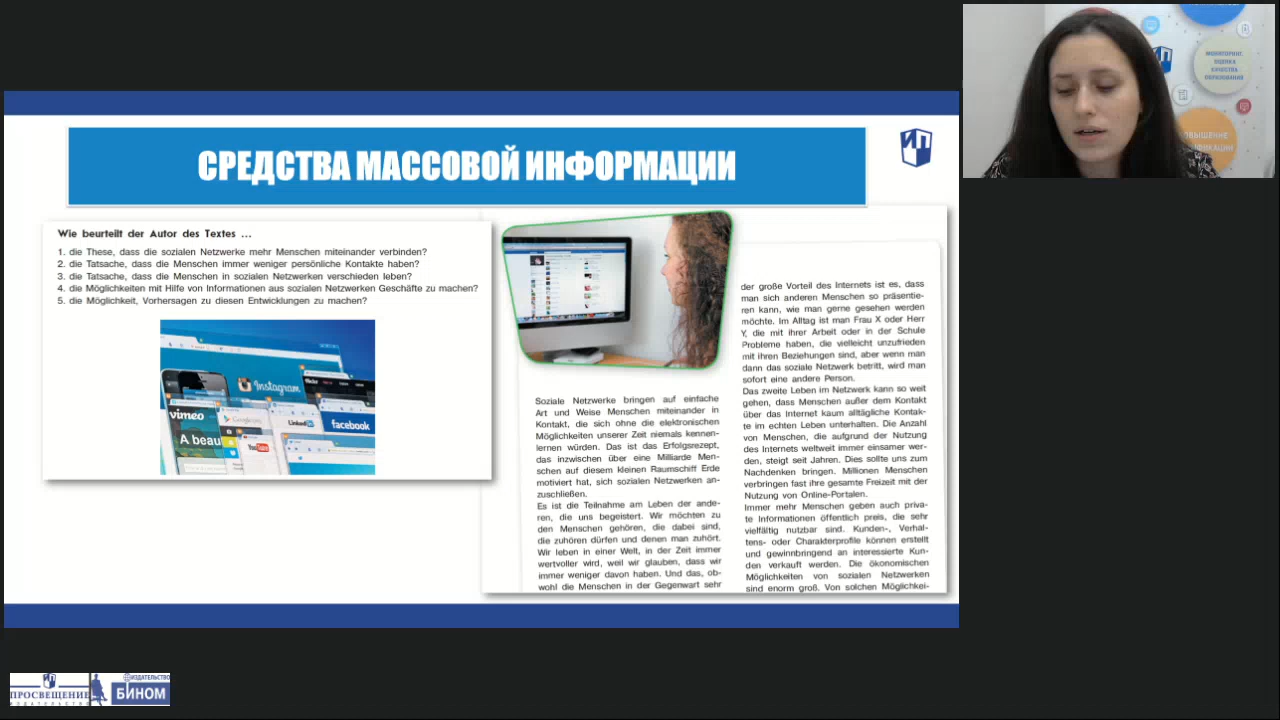 СРЕДСТВА МАССОВОЙ ИНФОРМАЦИИ
Wie beurteilt der Autor des Textes ...
1. die These, dass die sozialen Netzwerke mehr Menschen miteinander verbinden?
2. die Tatsache, dass die Menschen immer weniger persönliche Kontakte haben?
3. die Tatsache, dass die Menschen in sozialen Netzwerken verschieden leben?
4. die Möglichkeiten mit Hilfe von Informationen aus sozialen Netzwerken Geschäfte zu machen?
5. die Möglichkeit, Vorhersagen zu diesen Entwicklungen zu machen?
Instagram
flickr
vimeo
Google
LinkedIn
facebook
A beau
YouTube
Soziale Netzwerke bringen auf einfache
Art und Weise Menschen miteinander in
Kontakt, die sich ohne die elektronischen
Möglichkeiten unserer Zeit niemals kennen-
lernen würden. Das ist das Erfolgsrezept,
das inzwischen über eine Milliarde Men-
schen auf diesem kleinen Raumschiff Erde
motiviert hat, sich sozialen Netzwerken an-
zuschließen.
Es ist die Teilnahme am Leben der ande-
ren, die uns begeistert. Wir möchten zu
den Menschen gehören, die dabei sind,
die zuhören dürfen und denen man zuhört.
Wir leben in einer Welt, in der Zeit immer
wertvoller wird, weil wir glauben, dass wir
immer weniger davon haben. Und das, ob-
wohl die Menschen in der Gegenwart sehr
der große Vorteil des Internets ist es, dass
man sich anderen Menschen so präsentie-
ren kann, wie man gerne gesehen werden
möchte. Im Alltag ist man Frau X oder Herr
Y, die mit ihrer Arbeit oder in der Schule
Probleme haben, die vielleicht unzufrieden
mit ihren Beziehungen sind, aber wenn man
dann das soziale Netzwerk betritt, wird man
sofort eine andere Person.
Das zweite Leben im Netzwerk kann so weit
gehen, dass Menschen außer dem Kontakt
über das Internet kaum alltägliche Kontak-
te im echten Leben unterhalten. Die Anzahl
von Menschen, die aufgrund der Nutzung
des Internets weltweit immer einsamer wer-
den, steigt seit Jahren. Dies sollte uns zum
Nachdenken bringen. Millionen Menschen
verbringen fast ihre gesamte Freizeit mit der
Nutzung von Online-Portalen.
Immer mehr Menschen geben auch priva-
te Informationen öffentlich preis, die sehr
vielfältig nutzbar sind. Kunden-, Verhal-
tens- oder Charakterprofile können erstellt
und gewinnbringend an interessierte Kun-
den verkauft werden. Die ökonomischen
Möglichkeiten von sozialen Netzwerken
sind enorm groß. Von solchen Möglichkei-
МОНИТОРИНГ,
ОЦЕНКА
КАЧЕСТВА
ОБРАЗОВАНИЯ
ПРОСВЕЩЕНИЕ
ИЗДАТЕЛЬСТВО
ИЗДАТЕЛЬСТВО
БИНОМ